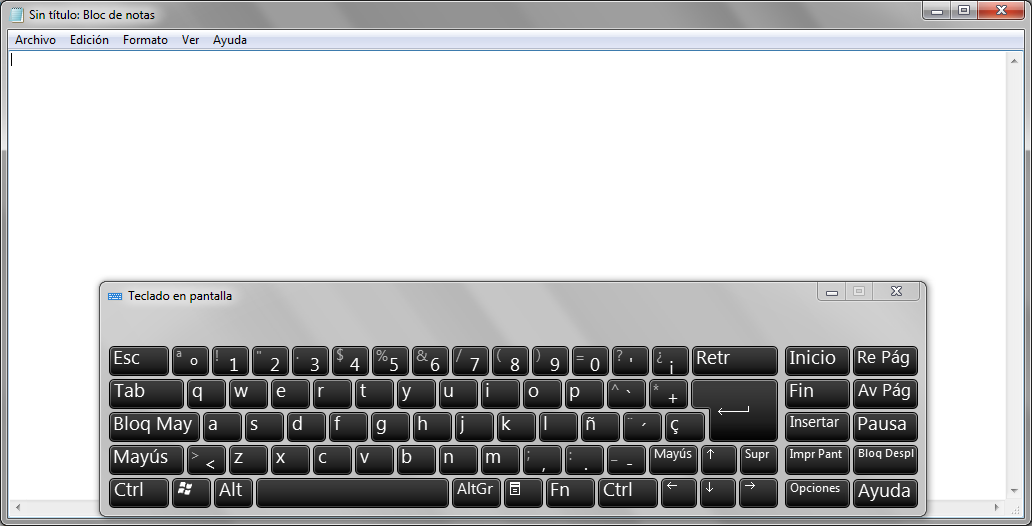 Sin título: Bloc de notas
Archivo Edición Formato Ver Ayuda
Teclado en pantalla
Esc ª º ! 1 " 2 · 3 $ 4 % 5 & 6 / 7 ( 8 ) 9 = 0 ? ' ¿ ¡ Retr Inicio Re Pág
Tab q w e r t y u i o p ^ ` * + Fin Av Pág
Bloq May a s d f g h j k l ñ ¨ ´ ç Insertar Pausa
Mayús > < z x c v b n m ; , : . _ - Mayús ↑ Supr Impr Pant Bloq Despl
Ctrl Alt AltGr Fn Ctrl ← ↓ → Opciones Ayuda